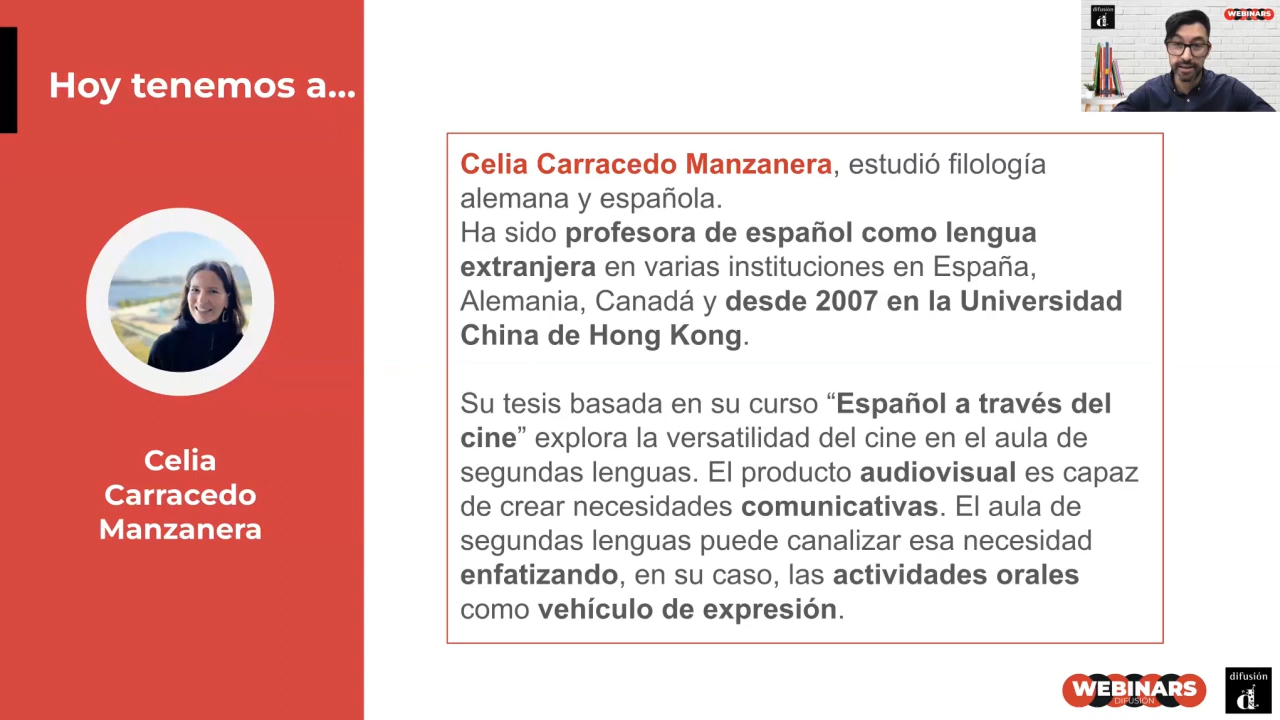 Hoy tenemos a...
Celia
Carracedo
Manzanera
Celia Carracedo Manzanera, estudió filología
alemana y española.
Ha sido profesora de español como lengua
extranjera en varias instituciones en España,
Alemania, Canadá y desde 2007 en la Universidad
China de Hong Kong.
Su tesis basada en su curso “Español a través del
cine” explora la versatilidad del cine en el aula de
segundas lenguas. El producto audiovisual es capaz
de crear necesidades comunicativas. El aula de
segundas lenguas puede canalizar esa necesidad
enfatizando, en su caso, las actividades orales
como vehículo de expresión.
difusión
WEBINARS
WEBINARS
DIFUSIÓN
difusión